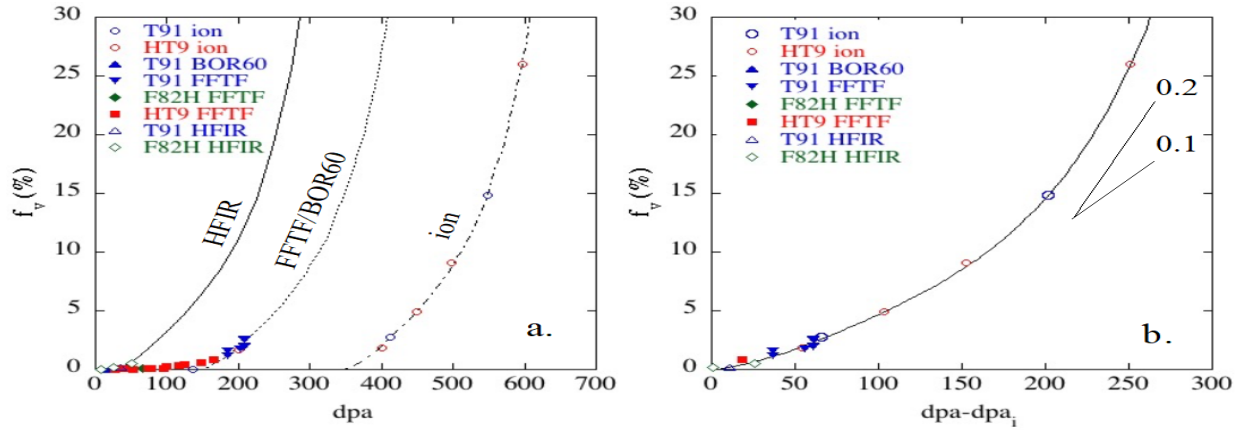 30
25
20
15
10
5
0
f_v (%)
T91 ion
HT9 ion
T91 BOR60
T91 FFTF
F82H FFTF
HT9 FFTF
T91 HFIR
F82H HFIR
HFIR
FFTF/BOR60
ion
a.
0 100 200 300 400 500 600 700
dpa
30
25
20
15
10
5
0
f_v (%)
T91 ion
HT9 ion
T91 BOR60
T91 FFTF
F82H FFTF
HT9 FFTF
T91 HFIR
F82H HFIR
0.2
0.1
b.
0 50 100 150 200 250 300
dpa-dpa_i